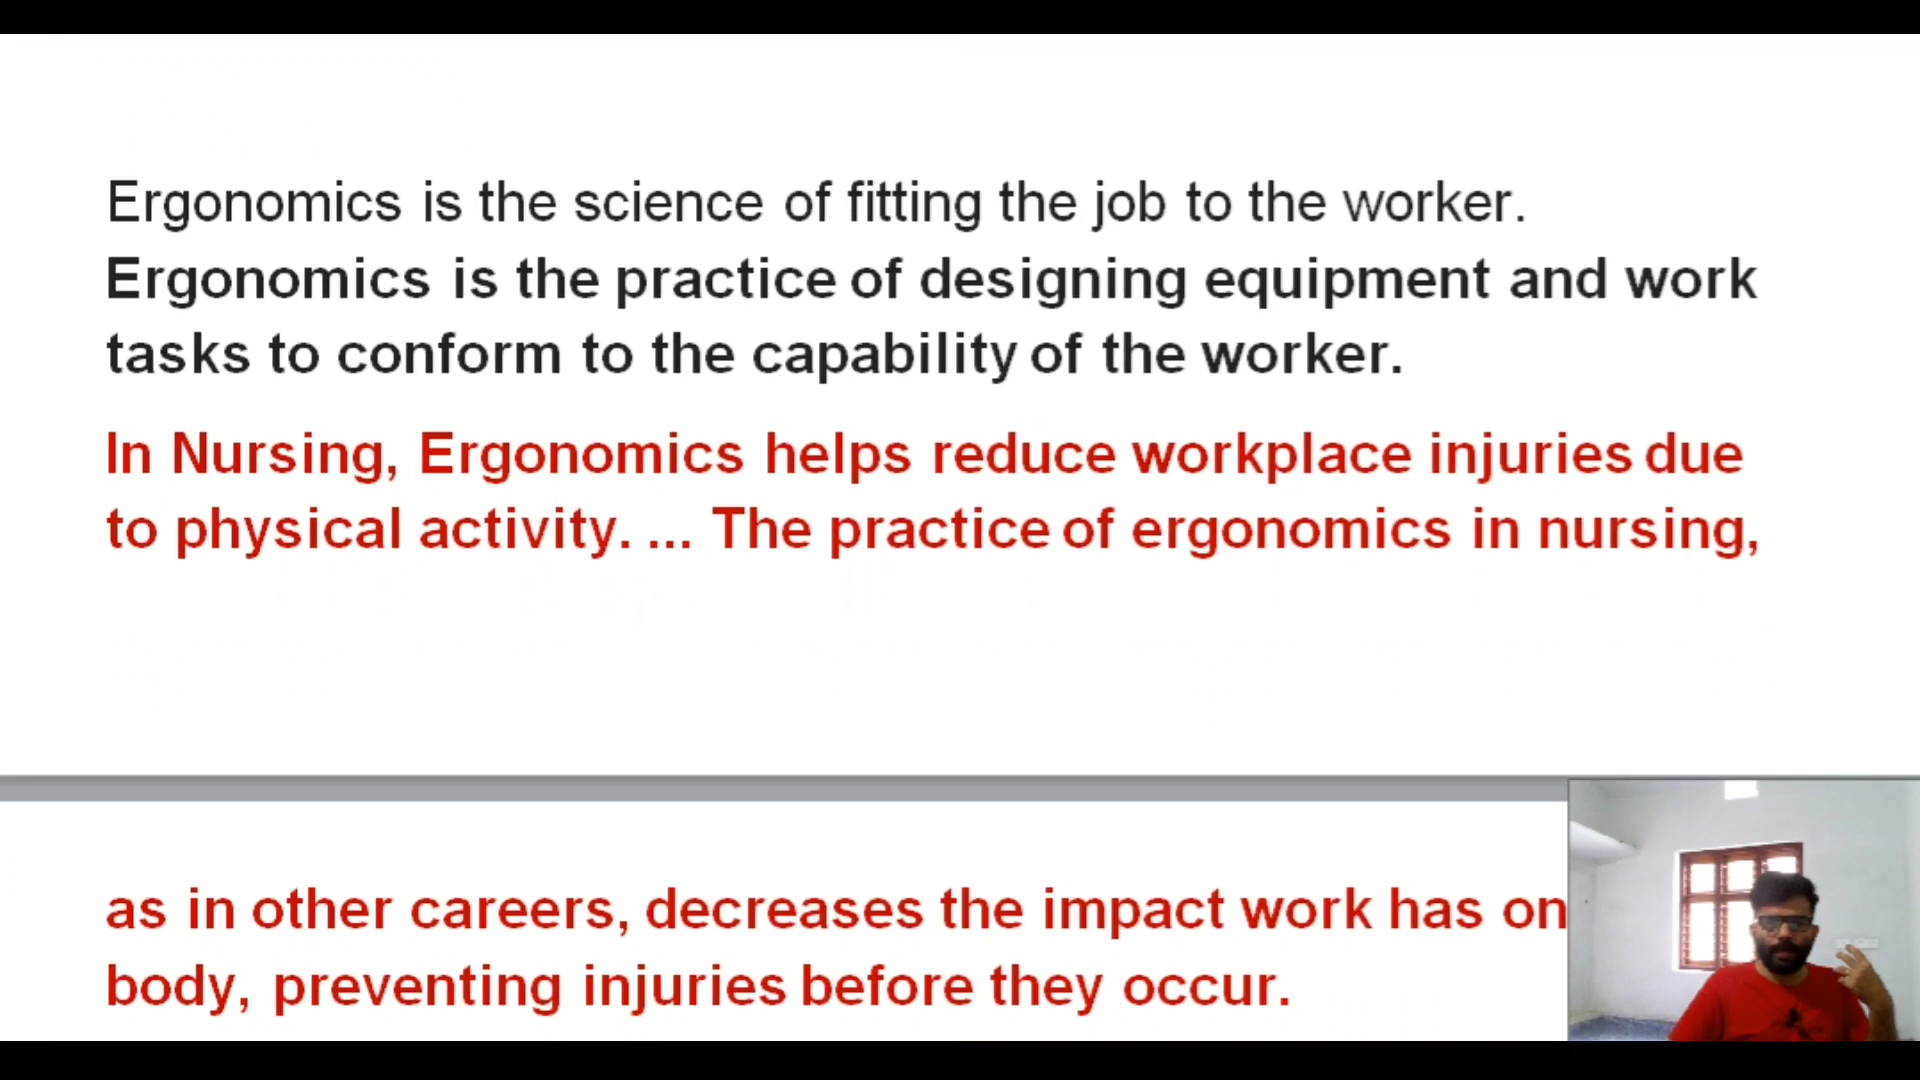 Ergonomics is the science of fitting the job to the worker.
Ergonomics is the practice of designing equipment and work
tasks to conform to the capability of the worker.
In Nursing, Ergonomics helps reduce workplace injuries due
to physical activity. ... The practice of ergonomics in nursing,
as in other careers, decreases the impact work has on
body, preventing injuries before they occur.